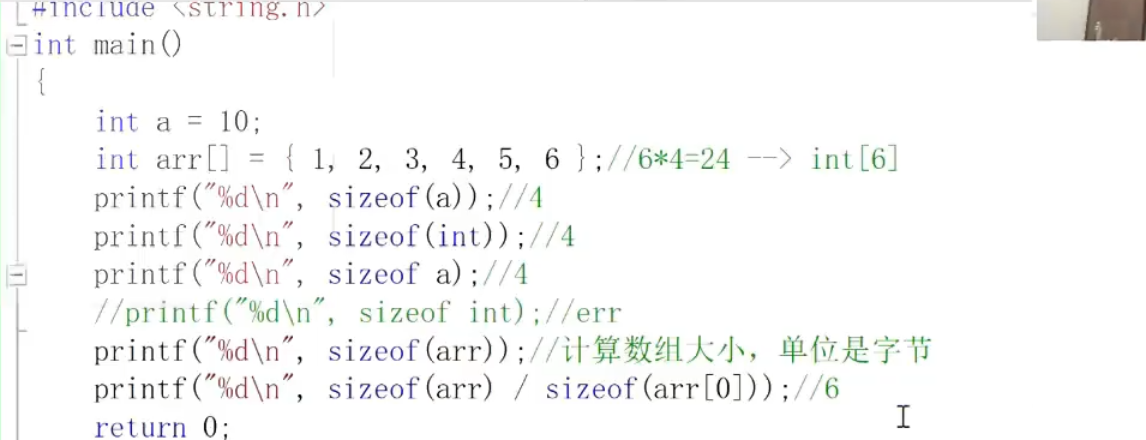 #include <string.h>
int main()
{
int a = 10;
int arr[] = { 1, 2, 3, 4, 5, 6 };//6*4=24 --> int[6]
printf("%d\n", sizeof(a));//4
printf("%d\n", sizeof(int));//4
printf("%d\n", sizeof a);//4
//printf("%d\n", sizeof int);//err
printf("%d\n", sizeof(arr));//计算数组大小，单位是字节
printf("%d\n", sizeof(arr) / sizeof(arr[0]));//6
return 0;